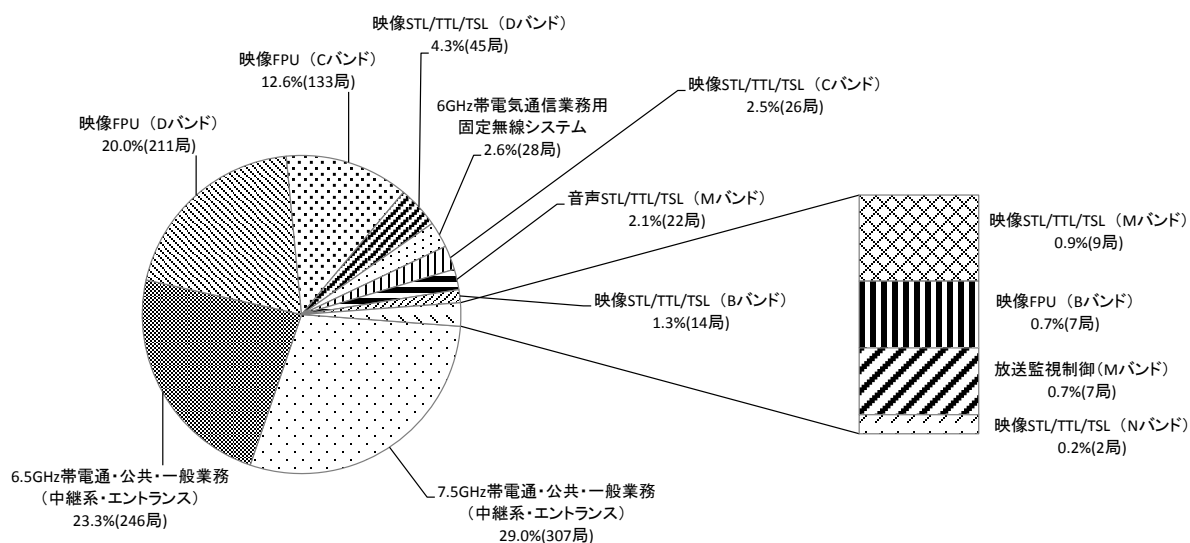 映像STL/TTL/TSL（Dバンド）
4.3%(45局)
映像FPU（Cバンド）
12.6%(133局)
映像STL/TTL/TSL（Cバンド）
2.5%(26局)
6GHz帯電気通信業務用
固定無線システム
2.6%(28局)
映像FPU（Dバンド）
20.0%(211局)
音声STL/TTL/TSL（Mバンド）
2.1%(22局)
映像STL/TTL/TSL（Bバンド）
1.3%(14局)
映像STL/TTL/TSL（Mバンド）
0.9%(9局)
映像FPU（Bバンド）
0.7%(7局)
放送監視制御（Mバンド）
0.7%(7局)
映像STL/TTL/TSL（Nバンド）
0.2%(2局)
6.5GHz帯電通・公共・一般業務
（中継系・エントランス）
23.3%(246局)
7.5GHz帯電通・公共・一般業務
（中継系・エントランス）
29.0%(307局)